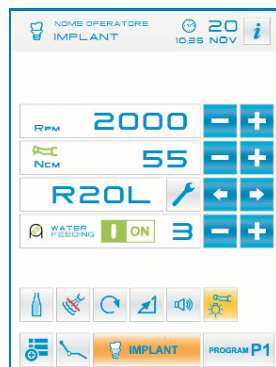 NOME OPERATORE
IMPLANT
20
10:35 NOV
i
RPM 2000
NCM 55
R20L
WATER FEEDING ON 3
IMPLANT
PROGRAM P1